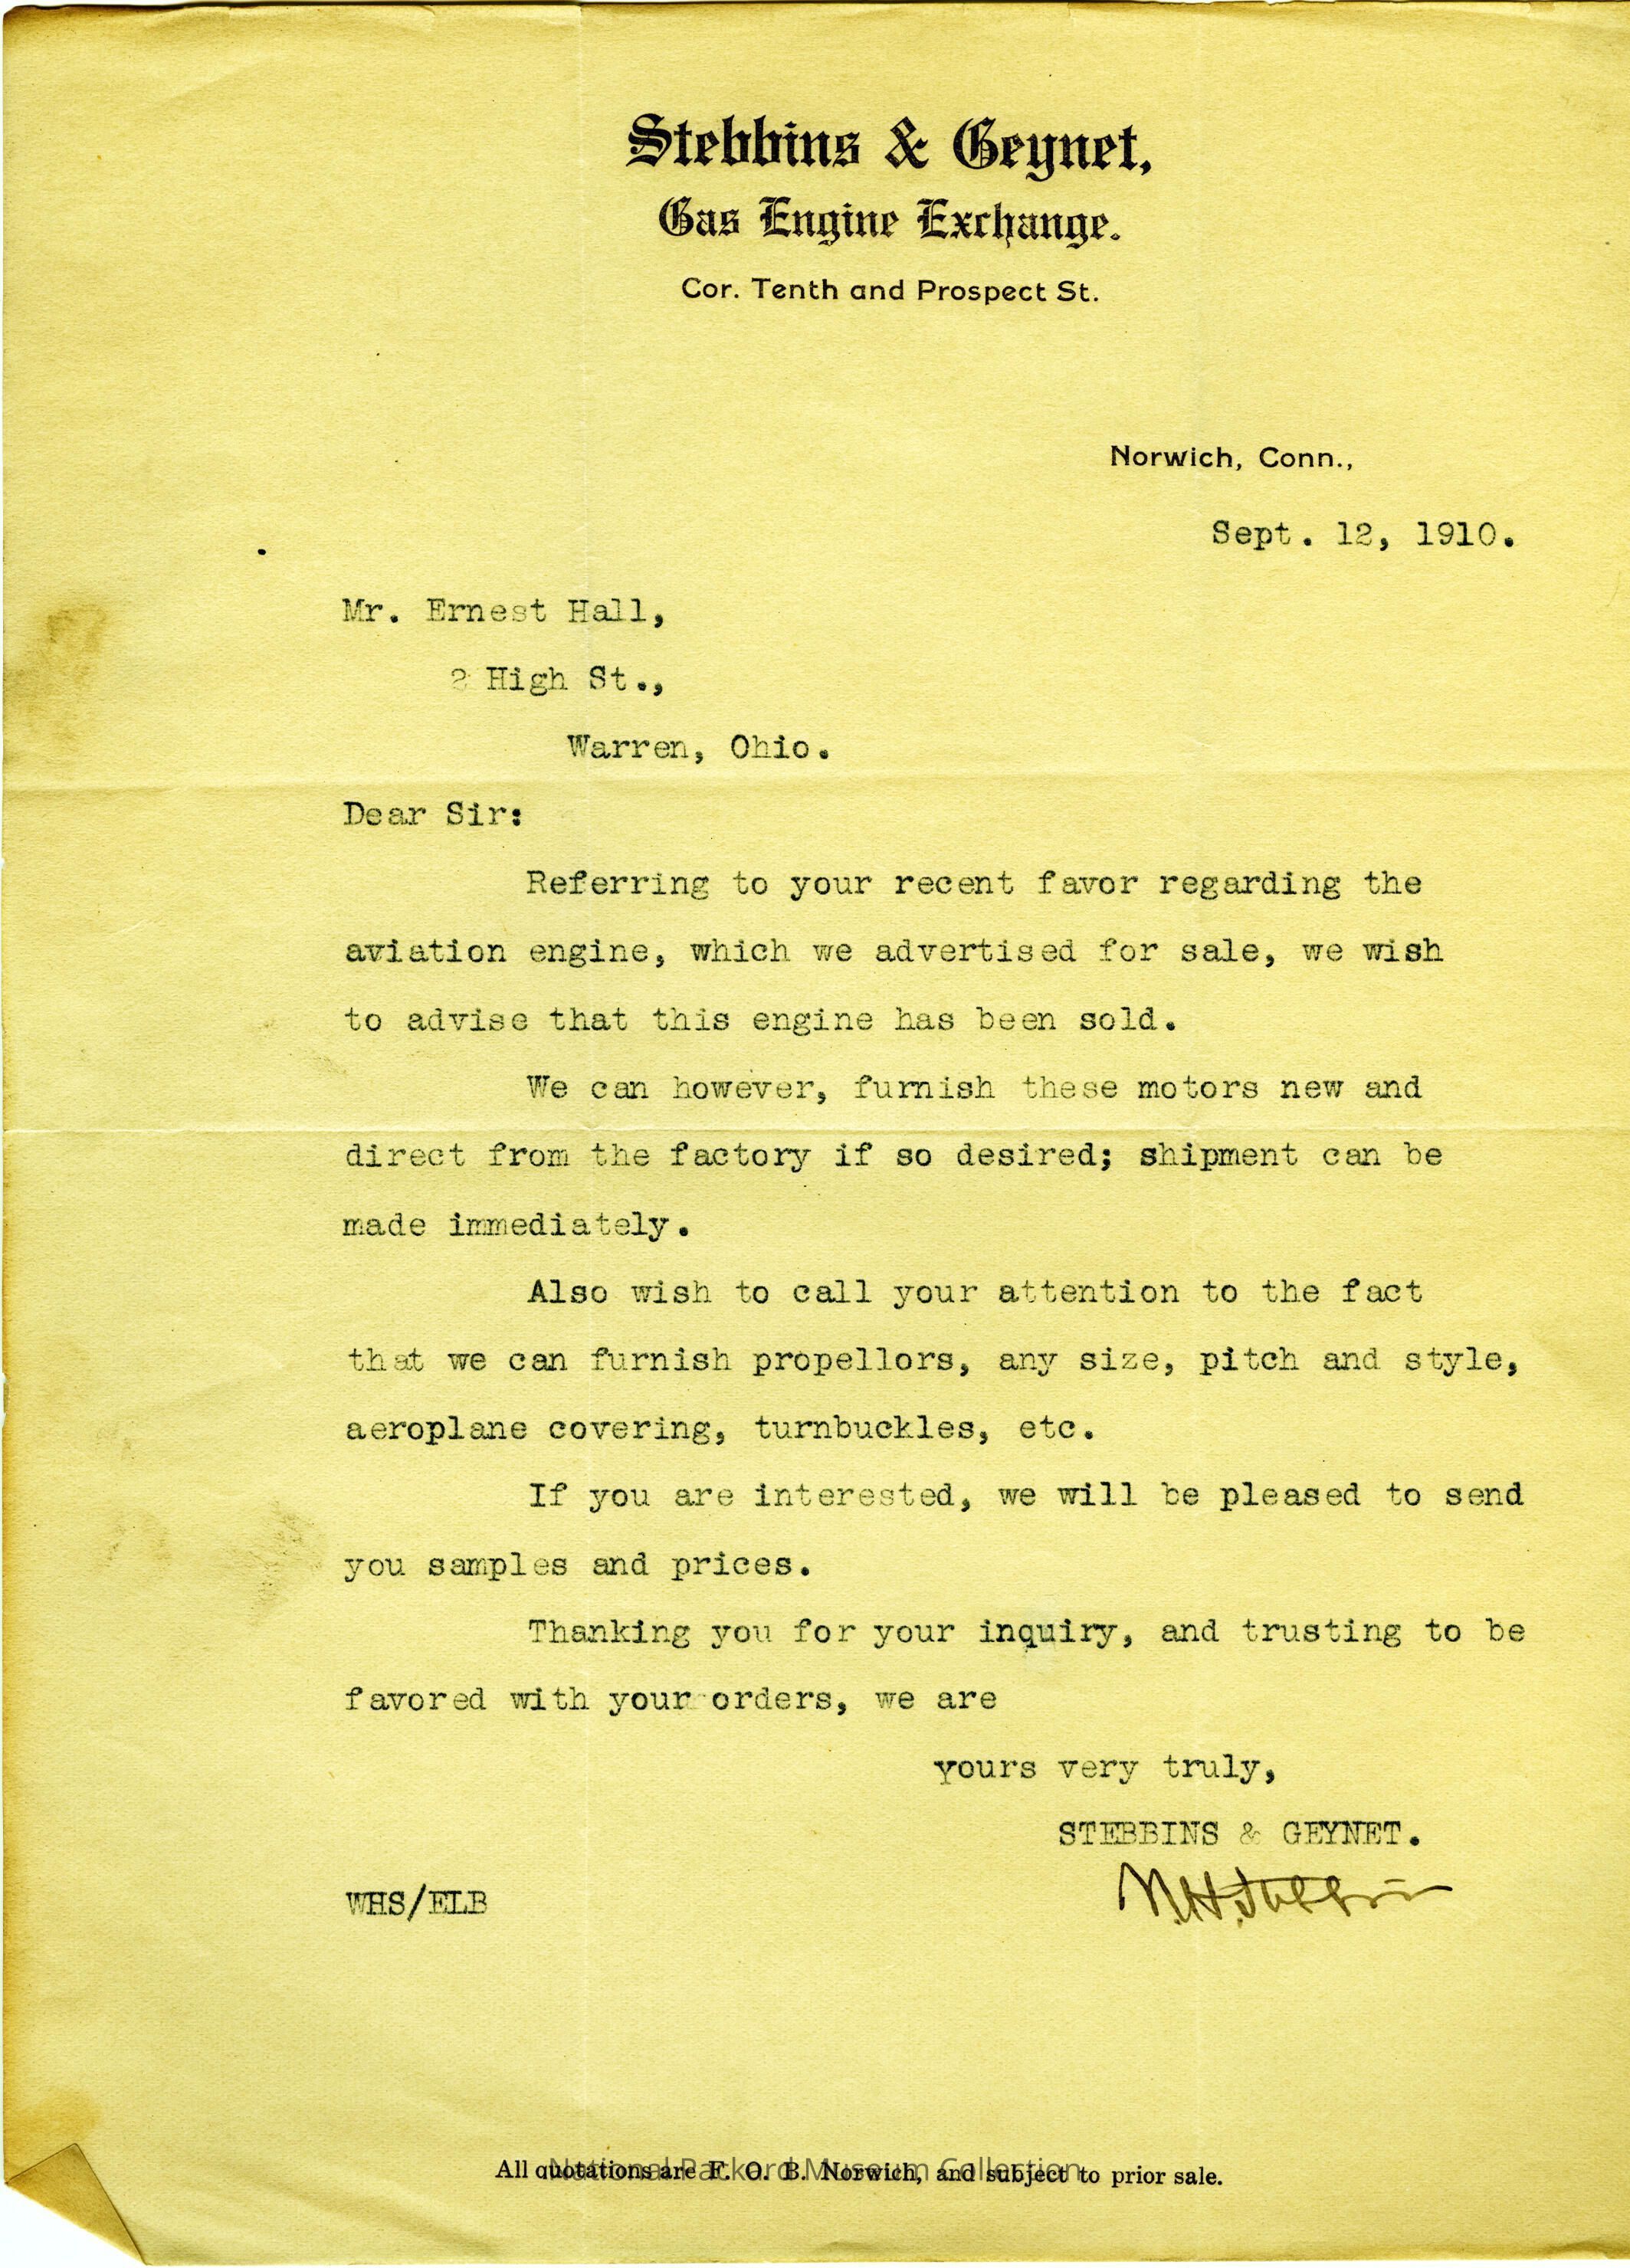 Stebbins & Geynet,
Gas Engine Exchange.
Cor. Tenth and Prospect St.
Norwich, Conn.,
Sept. 12, 1910.
Mr. Ernest Hall,
2 High St.,
Warren, Ohio.
Dear Sir:
Referring to your recent favor regarding the
aviation engine, which we advertised for sale, we wish
to advise that this engine has been sold.
We can however, furnish these motors new and
direct from the factory if so desired; shipment can be
made immediately.
Also wish to call your attention to the fact
that we can furnish propellors, any size, pitch and style,
aeroplane covering, turnbuckles, etc.
If you are interested, we will be pleased to send
you samples and prices.
Thanking you for your inquiry, and trusting to be
favored with your orders, we are
yours very truly,
STEBBINS & GEYNET.
WHS/ELB
W.H. Stebbins
All quotations are F. O. B. Norwich, and subject to prior sale.
National Packard Museum Collection